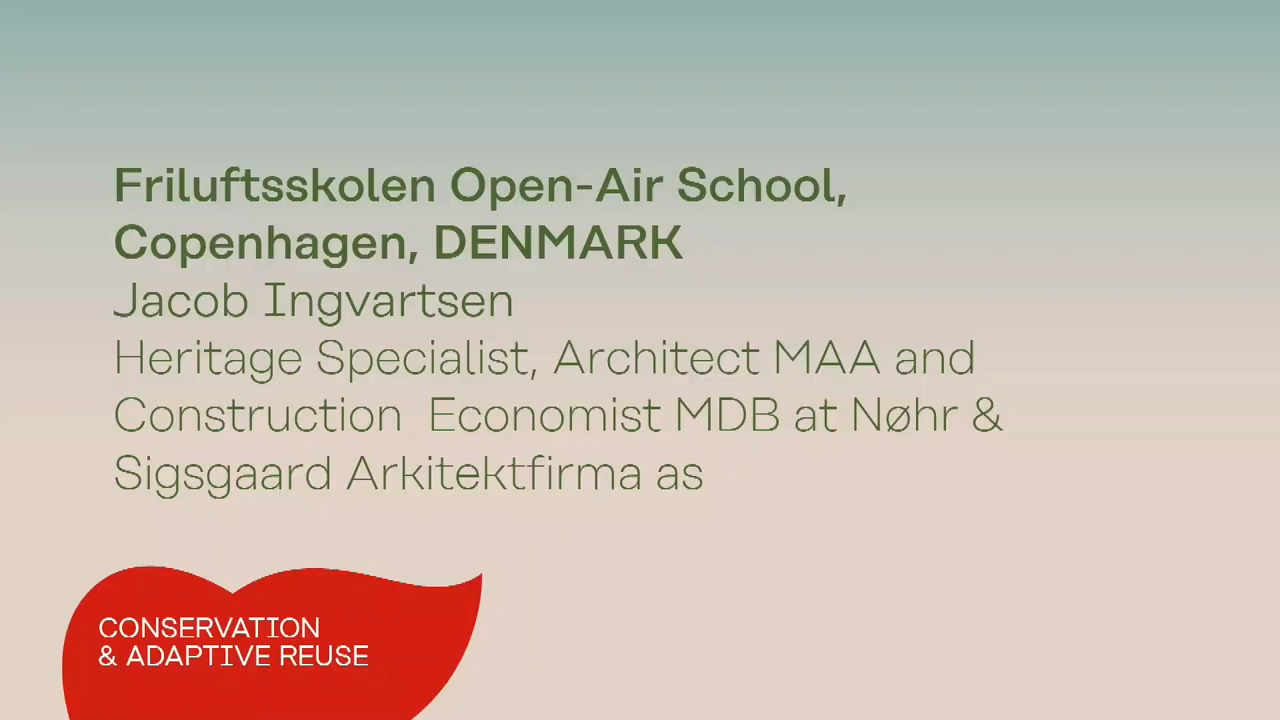 Friluftsskolen Open-Air School,
Copenhagen, DENMARK
Jacob Ingvartsen
Heritage Specialist, Architect MAA and
Construction  Economist MDB at Nøhr &
Sigsgaard Arkitektfirma as
CONSERVATION
& ADAPTIVE REUSE